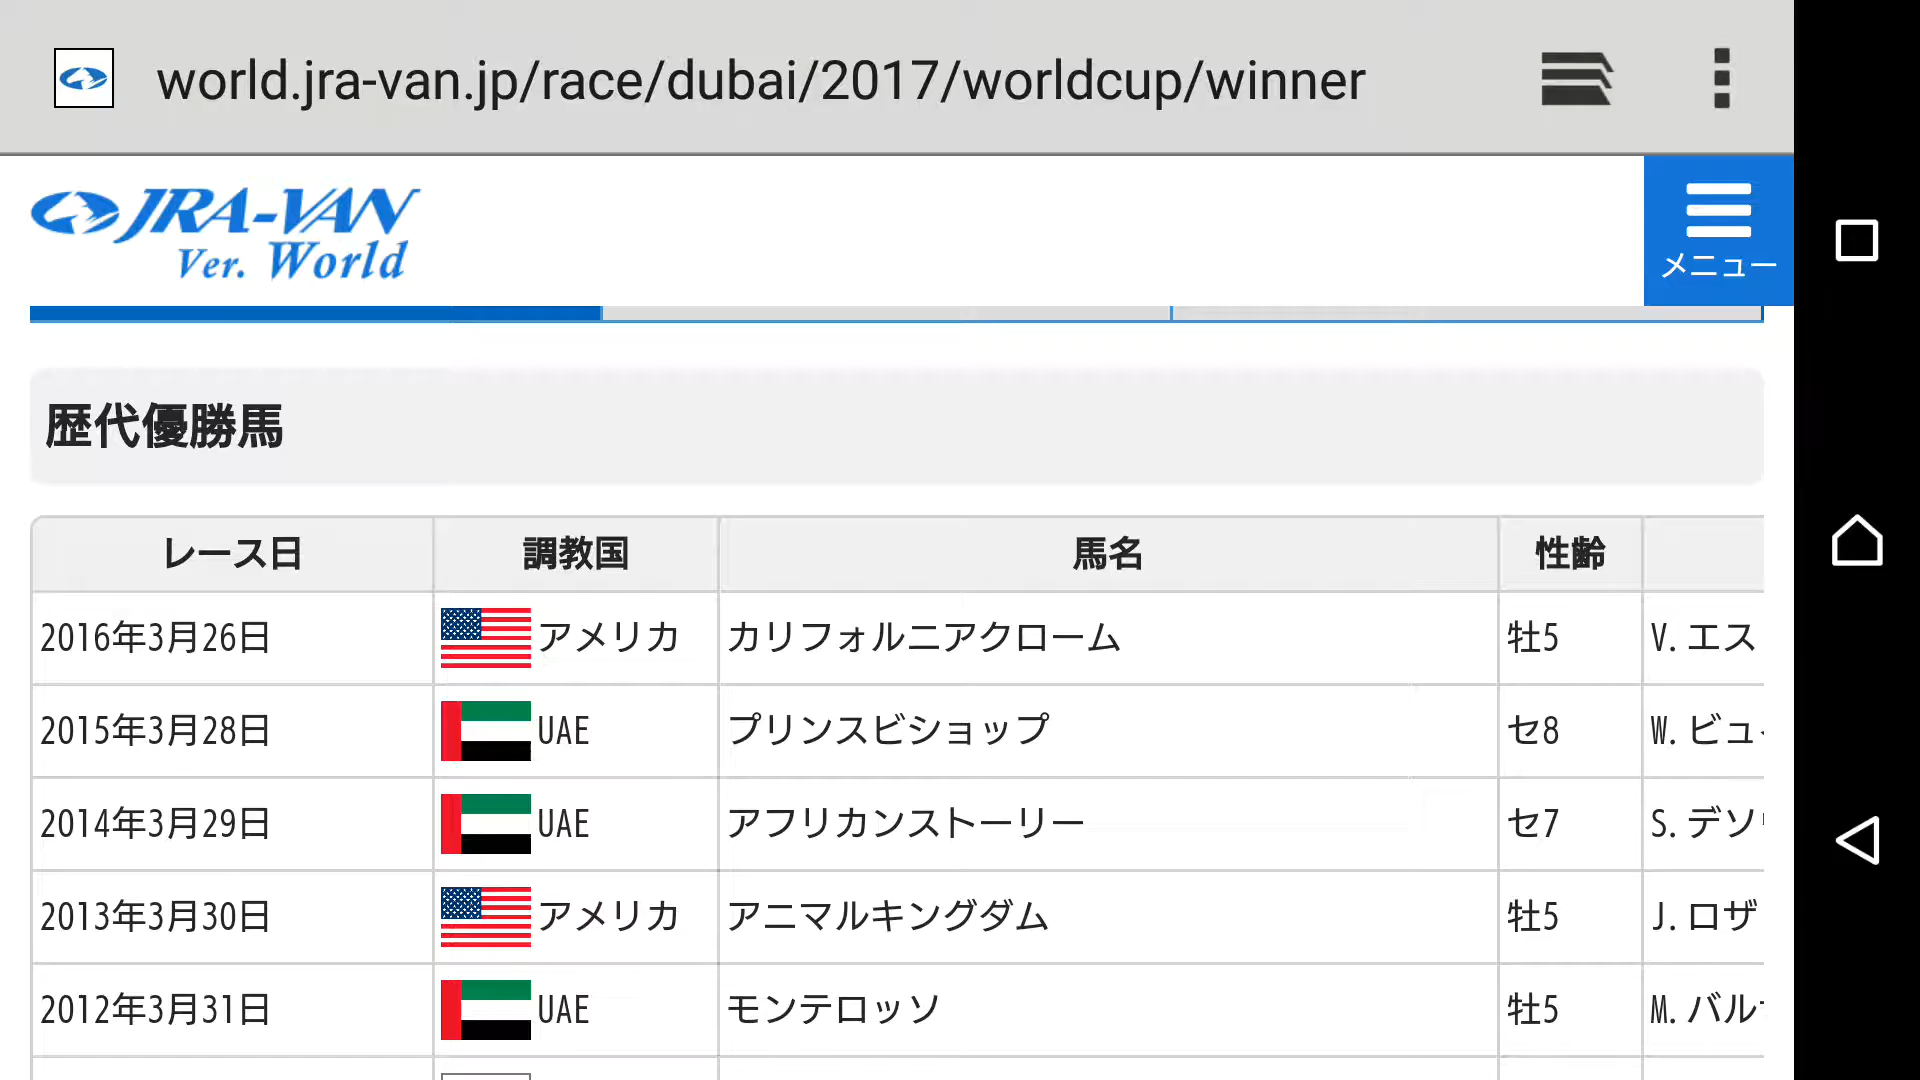 world.jra-van.jp/race/dubai/2017/worldcup/winner
JRA-VAN
Ver. World
メニュー
歴代優勝馬
レース日 調教国 馬名 性齢
2016年3月26日 アメリカ カリフォルニアクローム 牡5 V. エス
2015年3月28日 UAE プリンスビショップ セ8 W. ビュ
2014年3月29日 UAE アフリカンストーリー セ7 S. デソ
2013年3月30日 アメリカ アニマルキングダム 牡5 J. ロザ
2012年3月31日 UAE モンテロッソ 牡5 M. バル